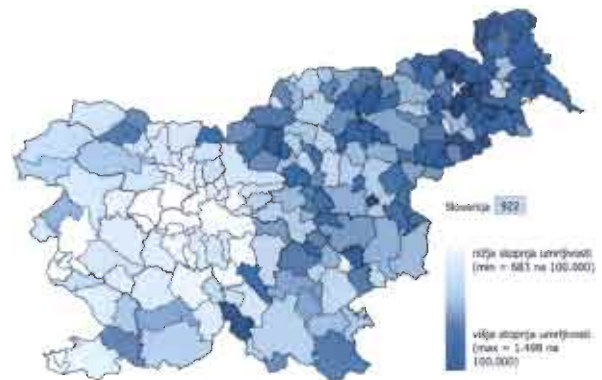 Slovenija 922
nižja stopnja umrljivosti
(min = 683 na 100.000)
višja stopnja umrljivosti
(max = 1.498 na
100.000)